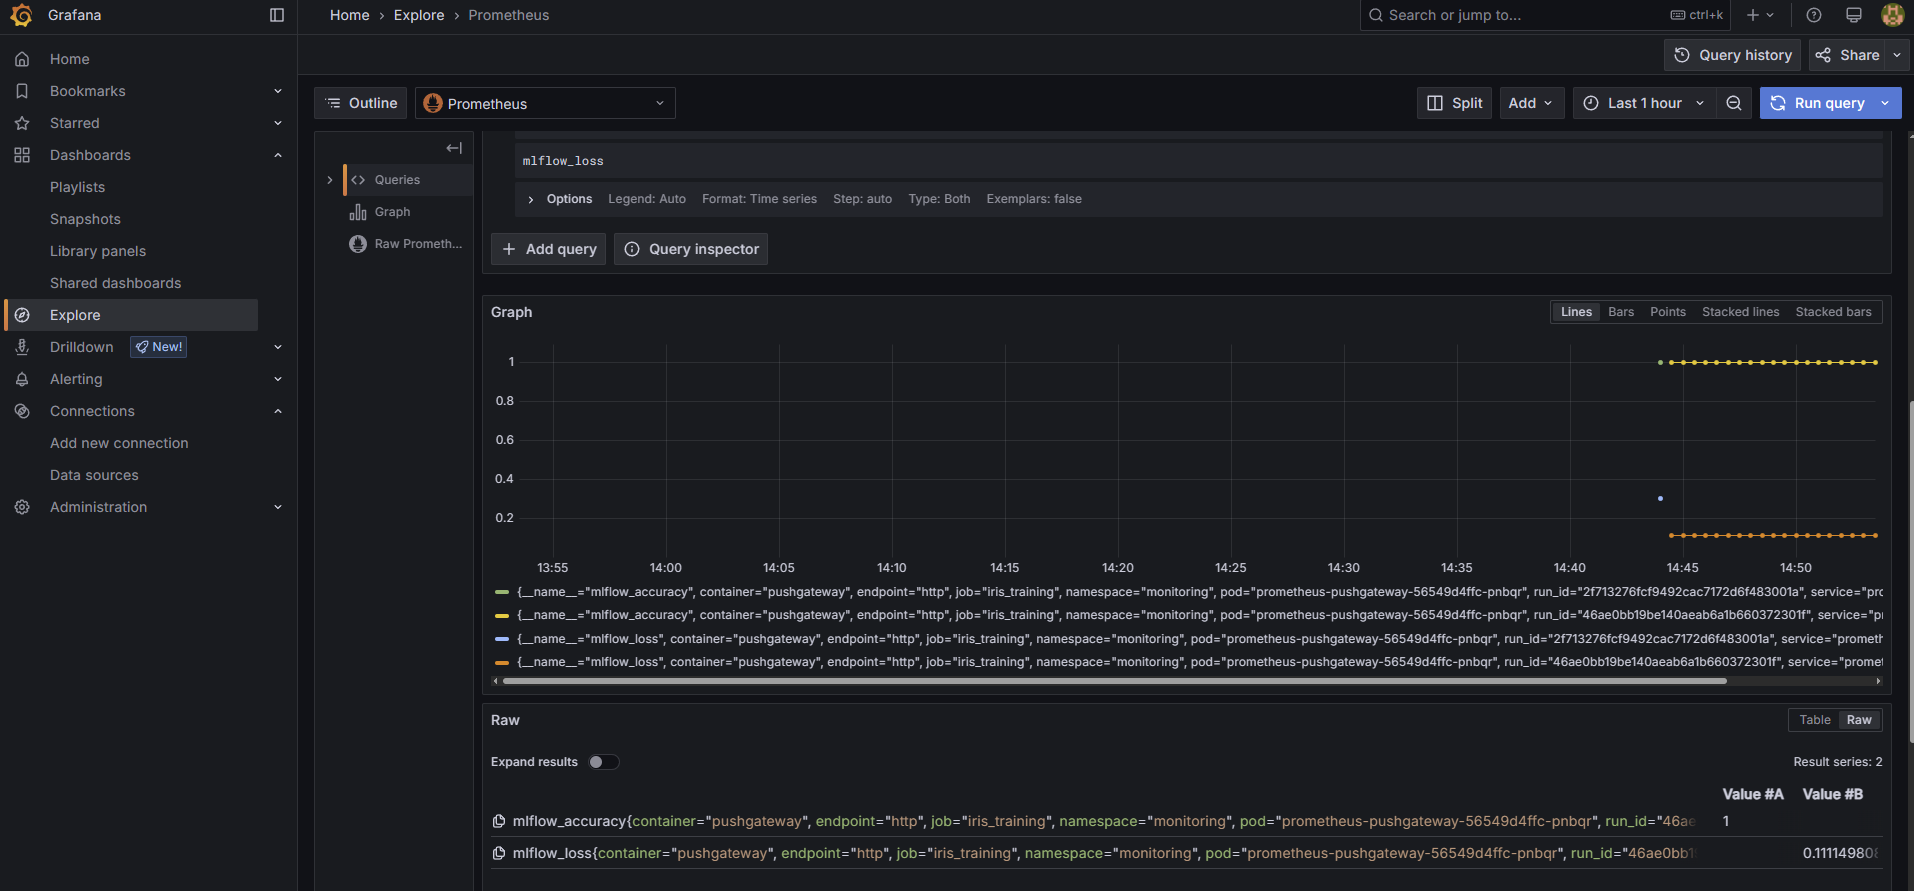 Grafana
Home › Explore › Prometheus
Search or jump to...
ctrl+k
Home
Bookmarks
Starred
Dashboards
Playlists
Snapshots
Library panels
Shared dashboards
Explore
Drilldown New!
Alerting
Connections
Add new connection
Data sources
Administration
Query history
Share
Outline
Prometheus
Split
Add
Last 1 hour
Run query
Queries
Graph
Raw Prometh...
mlflow_loss
Options Legend: Auto Format: Time series Step: auto Type: Both Exemplars: false
+ Add query
Query inspector
Graph
Lines Bars Points Stacked lines Stacked bars
1
0.8
0.6
0.4
0.2
13:55 14:00 14:05 14:10 14:15 14:20 14:25 14:30 14:35 14:40 14:45 14:50
{__name__="mlflow_accuracy", container="pushgateway", endpoint="http", job="iris_training", namespace="monitoring", pod="prometheus-pushgateway-56549d4ffc-pnbqr", run_id="2f713276fcf9492cac7172d6f483001a", service="pro
{__name__="mlflow_accuracy", container="pushgateway", endpoint="http", job="iris_training", namespace="monitoring", pod="prometheus-pushgateway-56549d4ffc-pnbqr", run_id="46ae0bb19be140aeab6a1b660372301f", service="p
{__name__="mlflow_loss", container="pushgateway", endpoint="http", job="iris_training", namespace="monitoring", pod="prometheus-pushgateway-56549d4ffc-pnbqr", run_id="2f713276fcf9492cac7172d6f483001a", service="prometh
{__name__="mlflow_loss", container="pushgateway", endpoint="http", job="iris_training", namespace="monitoring", pod="prometheus-pushgateway-56549d4ffc-pnbqr", run_id="46ae0bb19be140aeab6a1b660372301f", service="promet
Raw
Table Raw
Expand results
Result series: 2
Value #A Value #B
mlflow_accuracy{container="pushgateway", endpoint="http", job="iris_training", namespace="monitoring", pod="prometheus-pushgateway-56549d4ffc-pnbqr", run_id="46ae 1
mlflow_loss{container="pushgateway", endpoint="http", job="iris_training", namespace="monitoring", pod="prometheus-pushgateway-56549d4ffc-pnbqr", run_id="46ae0bb1 0.11114980